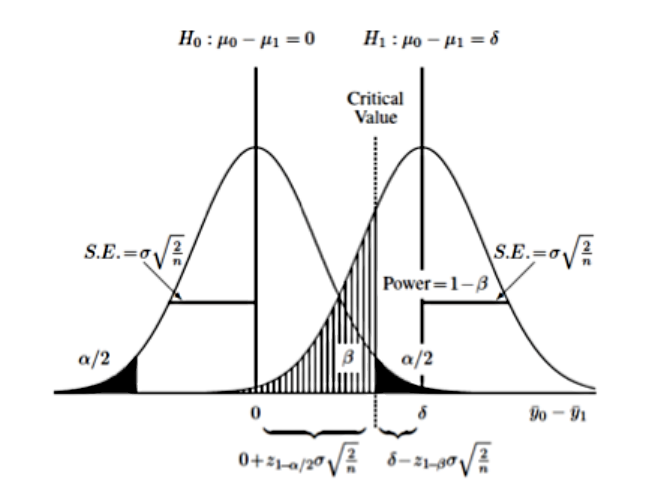 H₀ : μ₀ − μ₁ = 0
H₁ : μ₀ − μ₁ = δ
Critical
Value
S.E.=σ√(2/n)
S.E.=σ√(2/n)
Power=1−β
α/2
β
α/2
0
δ
ȳ₀ − ȳ₁
0+z₁₋α/₂σ√(2/n)
δ−z₁₋βσ√(2/n)